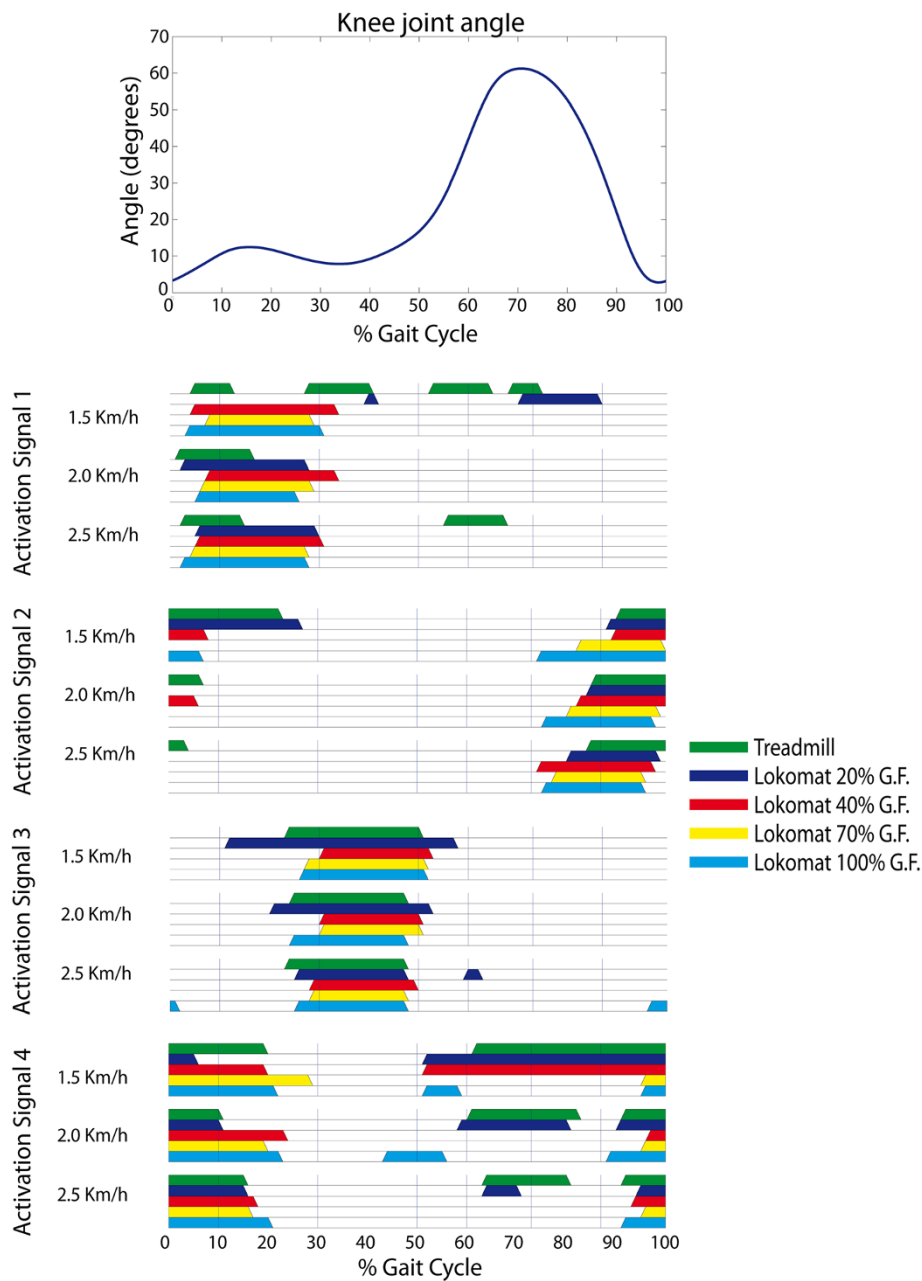 Knee joint angle
70
60
50
40
30
20
10
0
Angle (degrees)
0 10 20 30 40 50 60 70 80 90 100
% Gait Cycle
Activation Signal 1
1.5 Km/h
2.0 Km/h
2.5 Km/h
Activation Signal 2
1.5 Km/h
2.0 Km/h
2.5 Km/h
Treadmill
Lokomat 20% G.F.
Lokomat 40% G.F.
Lokomat 70% G.F.
Lokomat 100% G.F.
Activation Signal 3
1.5 Km/h
2.0 Km/h
2.5 Km/h
Activation Signal 4
1.5 Km/h
2.0 Km/h
2.5 Km/h
0 10 20 30 40 50 60 70 80 90 100
% Gait Cycle